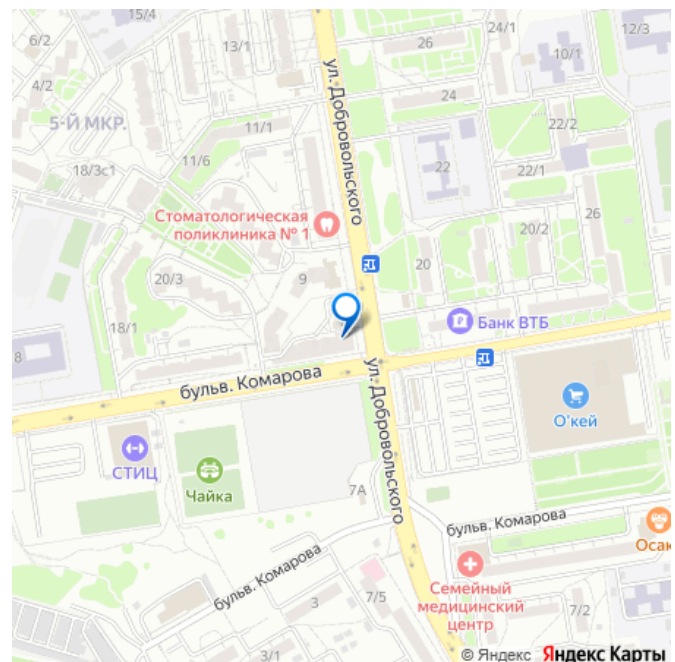 15/4
24/1
12/3
6/2
13/1
26
10/1
4/2
24
5-Й МКР.
11/1
22/2
ул. Добровольского
18/3с1
11/6
22
22/1
Стоматологическая
поликлиника № 1
26
20/2
20/3
9
20
18/1
Банк ВТБ
8
бульв. Комарова
ул. Добровольского
О'кей
СТИЦ
Чайка
7А
бульв. Комарова
Осак
бульв. Комарова
Семейный
медицинский
центр
3
7/5
7/2
3/1
© Яндекс Яндекс Карты